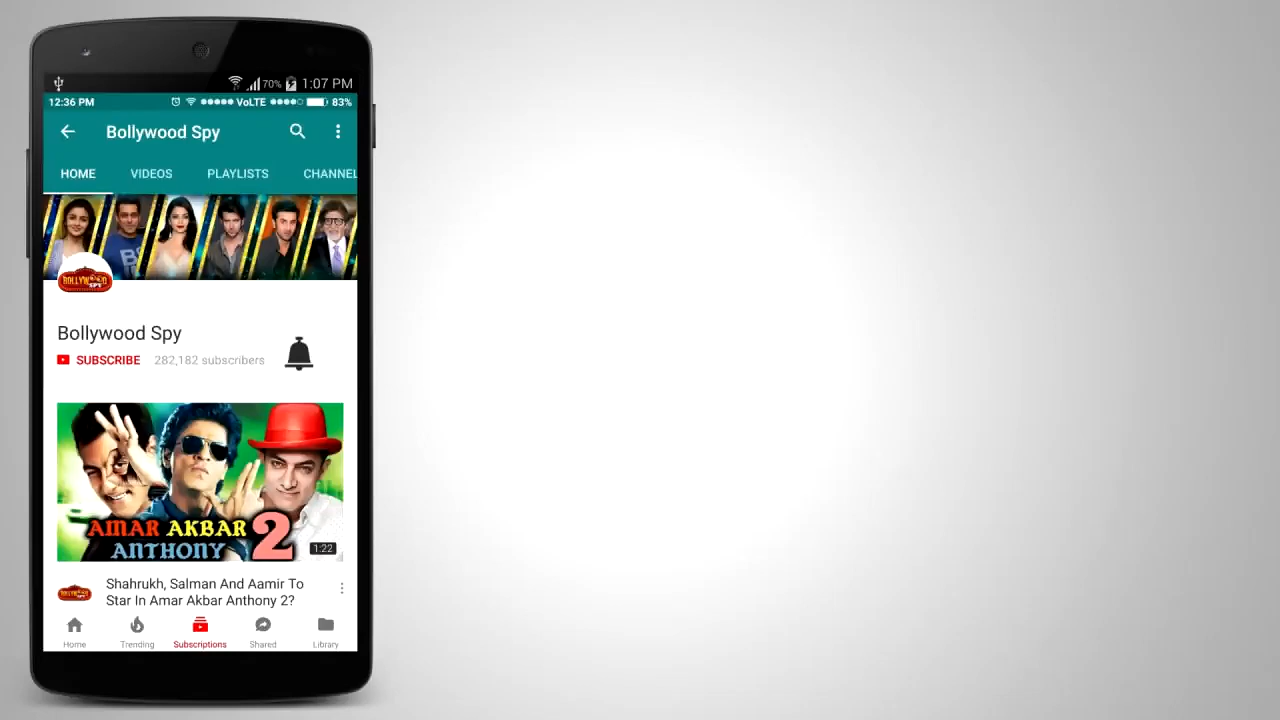 70% 1:07 PM
12:36 PM VoLTE 83%
Bollywood Spy
HOME VIDEOS PLAYLISTS CHANNEL
BOLLYWOOD
SPY
Bollywood Spy
SUBSCRIBE 282,182 subscribers
AMAR AKBAR
ANTHONY 2
1:22
Shahrukh, Salman And Aamir To
Star In Amar Akbar Anthony 2?
Home Trending Subscriptions Shared Library